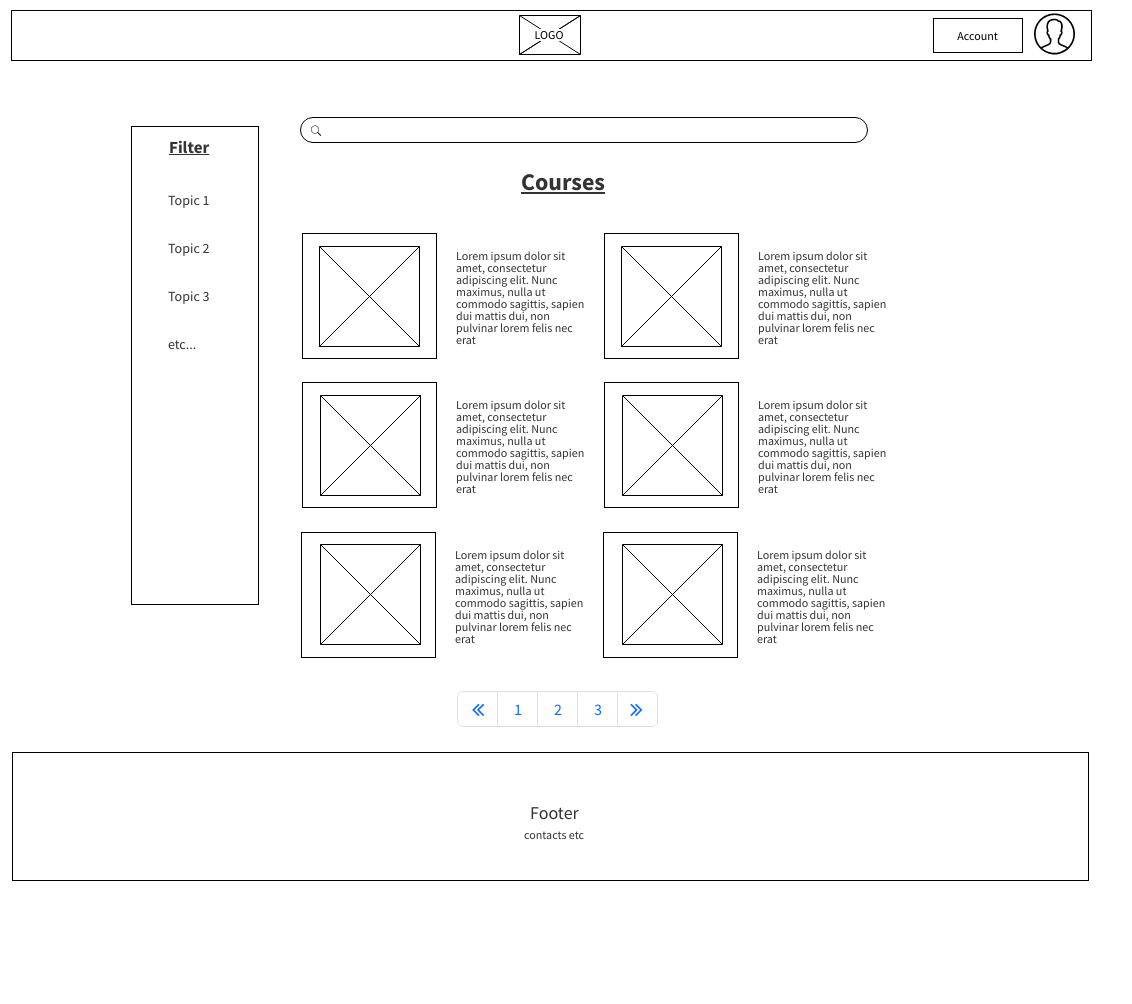 LOGO
Account
Filter
Topic 1
Topic 2
Topic 3
etc...
Courses
Lorem ipsum dolor sit
amet, consectetur
adipiscing elit. Nunc
maximus, nulla ut
commodo sagittis, sapien
dui mattis dui, non
pulvinar lorem felis nec
erat
Lorem ipsum dolor sit
amet, consectetur
adipiscing elit. Nunc
maximus, nulla ut
commodo sagittis, sapien
dui mattis dui, non
pulvinar lorem felis nec
erat
Lorem ipsum dolor sit
amet, consectetur
adipiscing elit. Nunc
maximus, nulla ut
commodo sagittis, sapien
dui mattis dui, non
pulvinar lorem felis nec
erat
Lorem ipsum dolor sit
amet, consectetur
adipiscing elit. Nunc
maximus, nulla ut
commodo sagittis, sapien
dui mattis dui, non
pulvinar lorem felis nec
erat
Lorem ipsum dolor sit
amet, consectetur
adipiscing elit. Nunc
maximus, nulla ut
commodo sagittis, sapien
dui mattis dui, non
pulvinar lorem felis nec
erat
Lorem ipsum dolor sit
amet, consectetur
adipiscing elit. Nunc
maximus, nulla ut
commodo sagittis, sapien
dui mattis dui, non
pulvinar lorem felis nec
erat
« 1 2 3 »
Footer
contacts etc